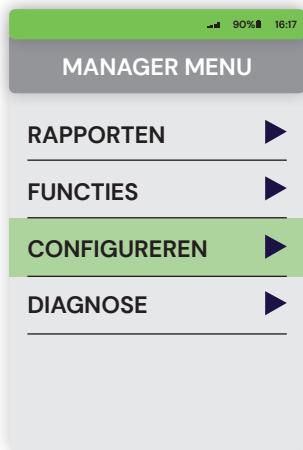 90% 16:17
MANAGER MENU
RAPPORTEN
FUNCTIES
CONFIGUREREN
DIAGNOSE